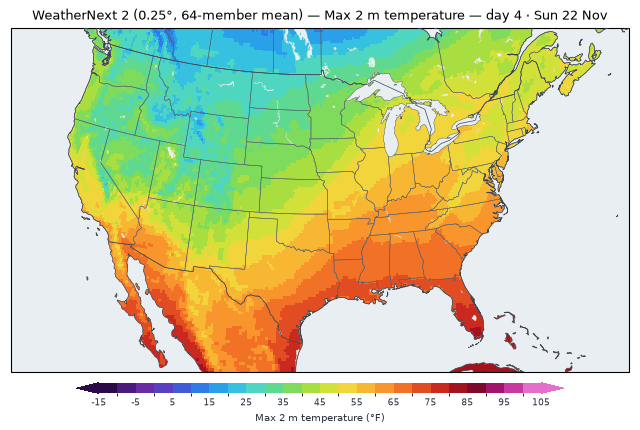 WeatherNext 2 (0.25°, 64-member mean) — Max 2 m temperature — day 4 · Sun 22 Nov
-15 -5 5 15 25 35 45 55 65 75 85 95 105
Max 2 m temperature (°F)